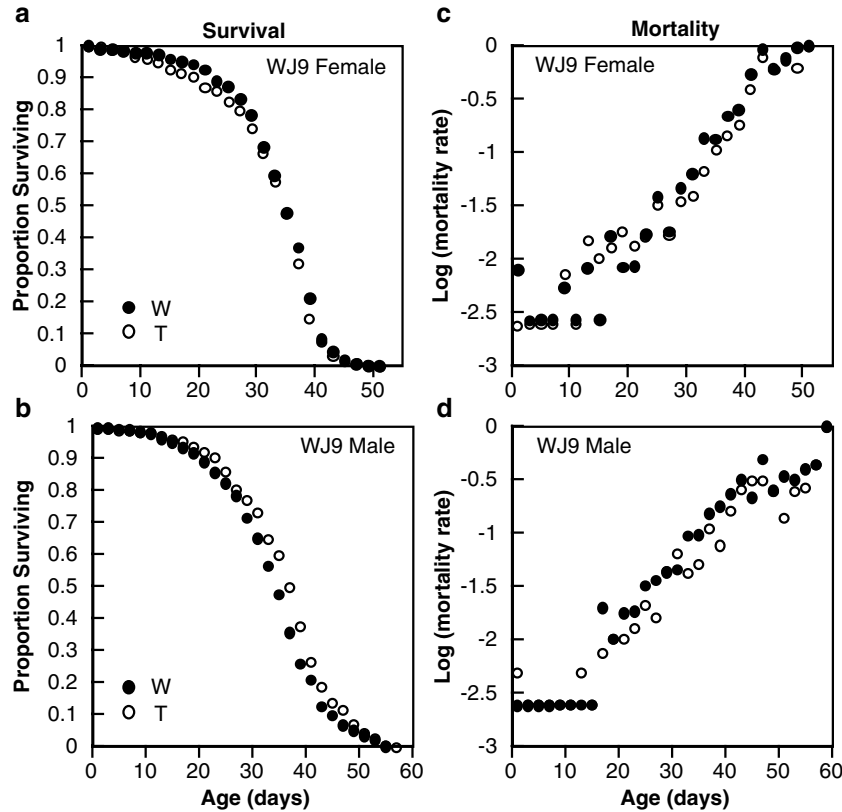 a
Survival
WJ9 Female
Proportion Surviving
1
0.9
0.8
0.7
0.6
0.5
0.4
0.3
0.2
0.1
0
W
T
0 10 20 30 40 50
c
Mortality
WJ9 Female
Log (mortality rate)
0
-0.5
-1
-1.5
-2
-2.5
-3
0 10 20 30 40 50
b
WJ9 Male
Proportion Surviving
1
0.9
0.8
0.7
0.6
0.5
0.4
0.3
0.2
0.1
0
W
T
0 10 20 30 40 50 60
Age (days)
d
WJ9 Male
Log (mortality rate)
0
-0.5
-1
-1.5
-2
-2.5
-3
0 10 20 30 40 50 60
Age (days)